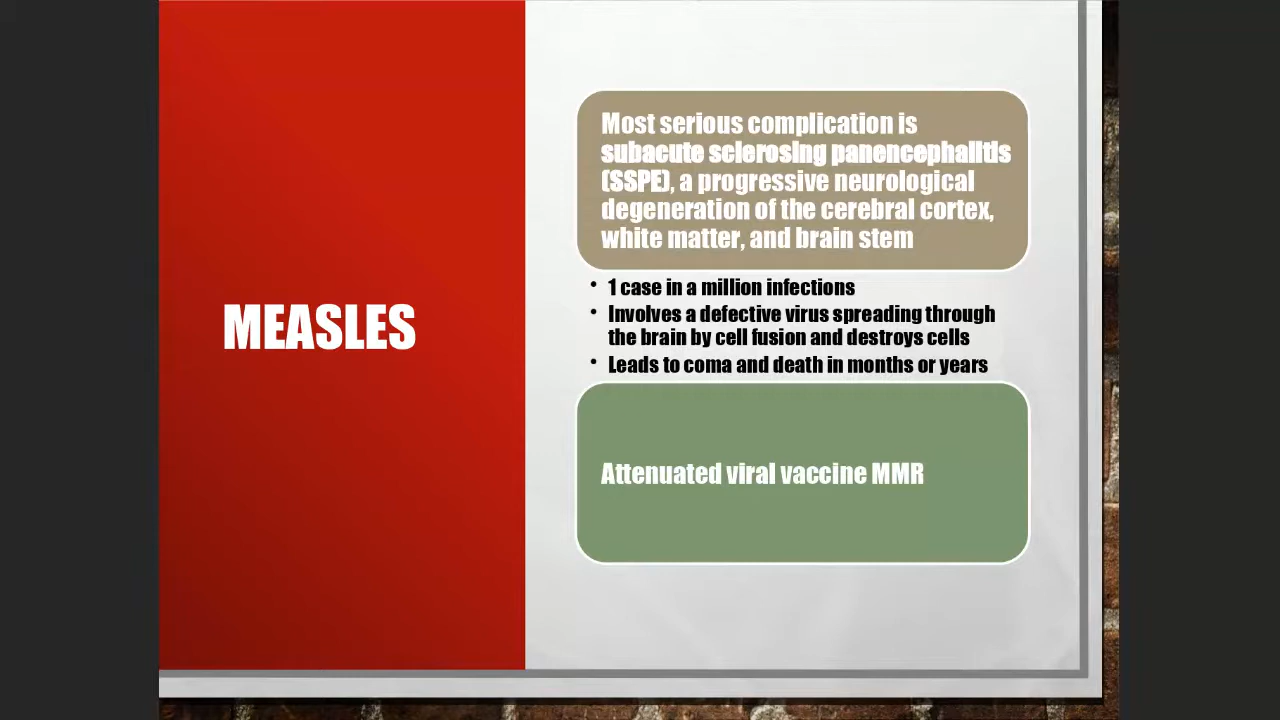 MEASLES
Most serious complication is
subacute sclerosing panencephalitis
(SSPE), a progressive neurological
degeneration of the cerebral cortex,
white matter, and brain stem
• 1 case in a million infections
• Involves a defective virus spreading through
the brain by cell fusion and destroys cells
• Leads to coma and death in months or years
Attenuated viral vaccine MMR